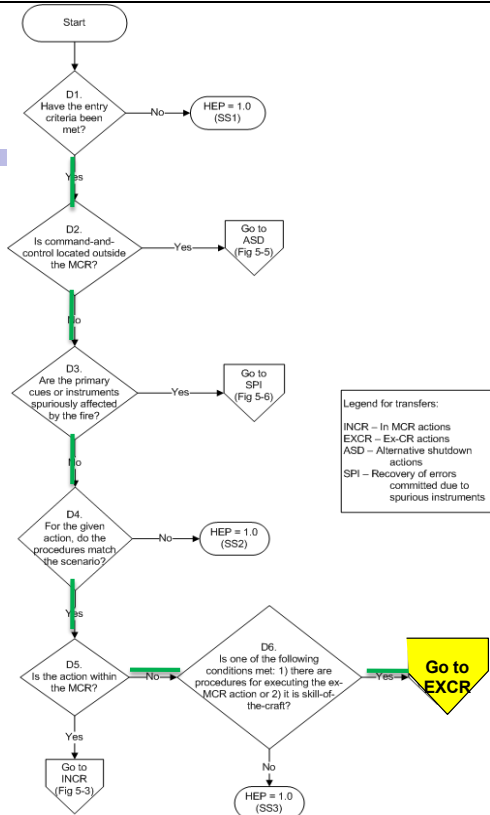 Start
D1.
Have the entry
criteria been
met?
No
HEP = 1.0
(SS1)
Yes
D2.
Is command-and-
control located outside
the MCR?
Yes
Go to
ASD
(Fig 5-5)
No
D3.
Are the primary
cues or instruments
spuriously affected
by the fire?
Yes
Go to
SPI
(Fig 5-6)
No
Legend for transfers:
INCR – In MCR actions
EXCR – Ex-CR actions
ASD – Alternative shutdown
actions
SPI – Recovery of errors
committed due to
spurious instruments
D4.
For the given
action, do the
procedures match
the scenario?
No
HEP = 1.0
(SS2)
Yes
D5.
Is the action within
the MCR?
No
D6.
Is one of the following
conditions met: 1) there are
procedures for executing the ex-
MCR action or 2) it is skill-of-
the-craft?
Yes
Go to
EXCR
Yes
Go to
INCR
(Fig 5-3)
No
HEP = 1.0
(SS3)